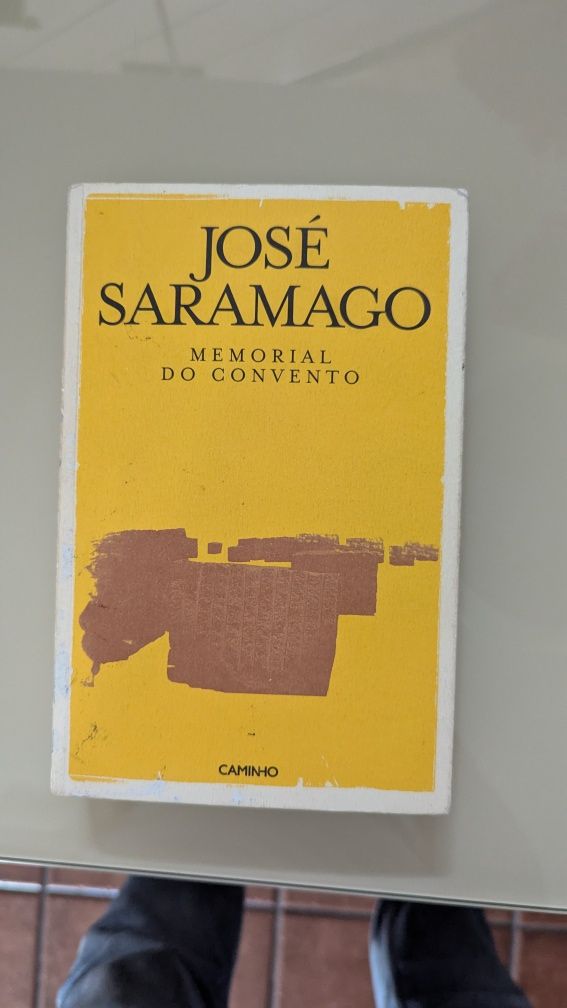 JOSÉ
SARAMAGO
MEMORIAL
DO CONVENTO
CAMINHO